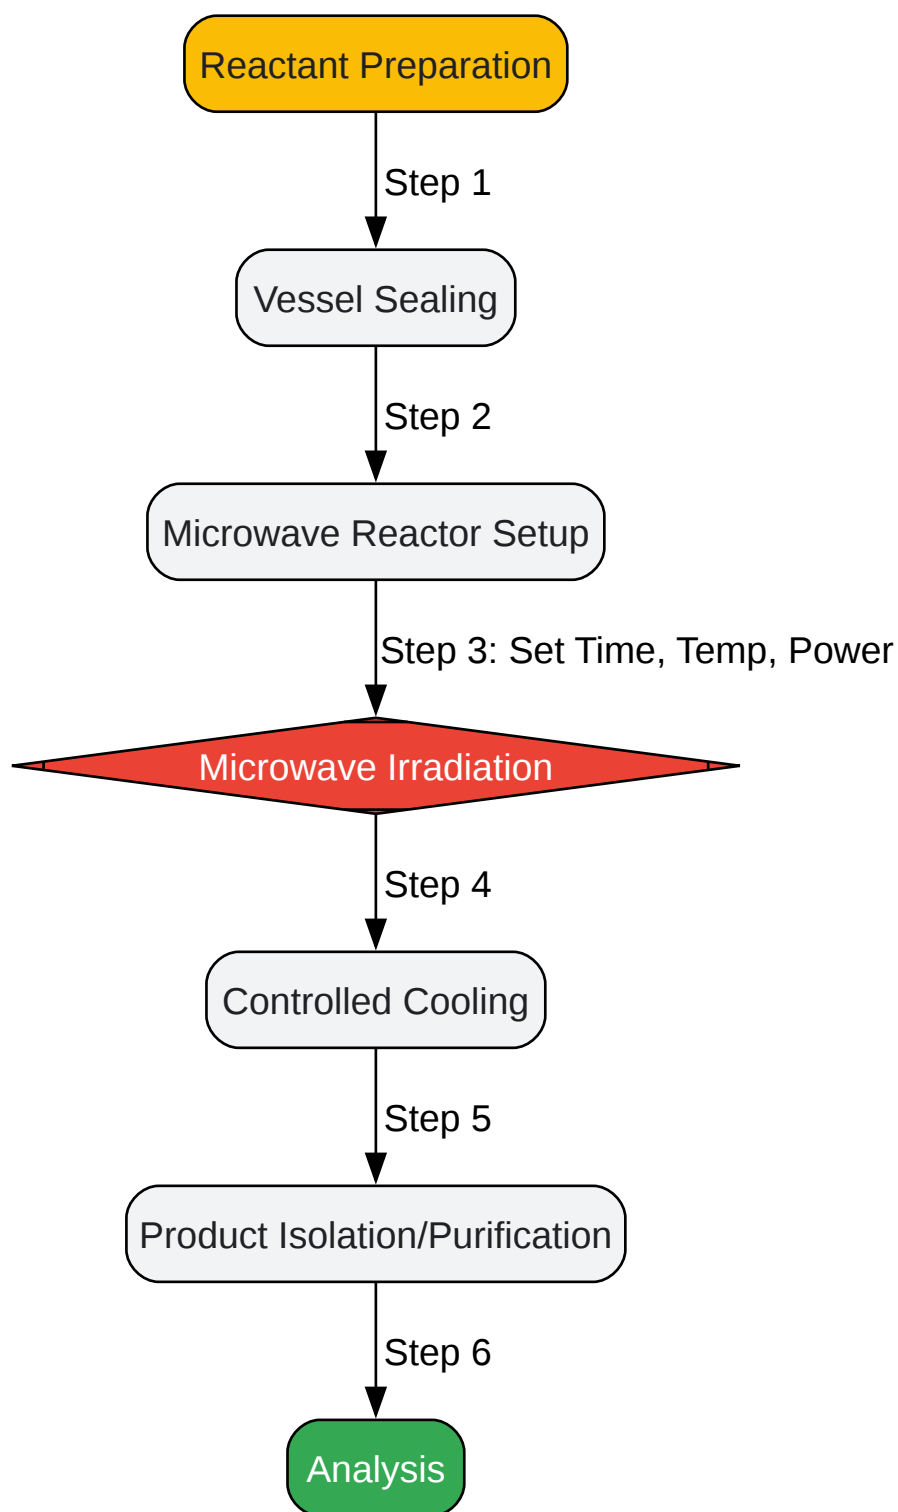 Reactant Preparation
Step 1
Vessel Sealing
Step 2
Microwave Reactor Setup
Step 3: Set Time, Temp, Power
Microwave Irradiation
Step 4
Controlled Cooling
Step 5
Product Isolation/Purification
Step 6
Analysis